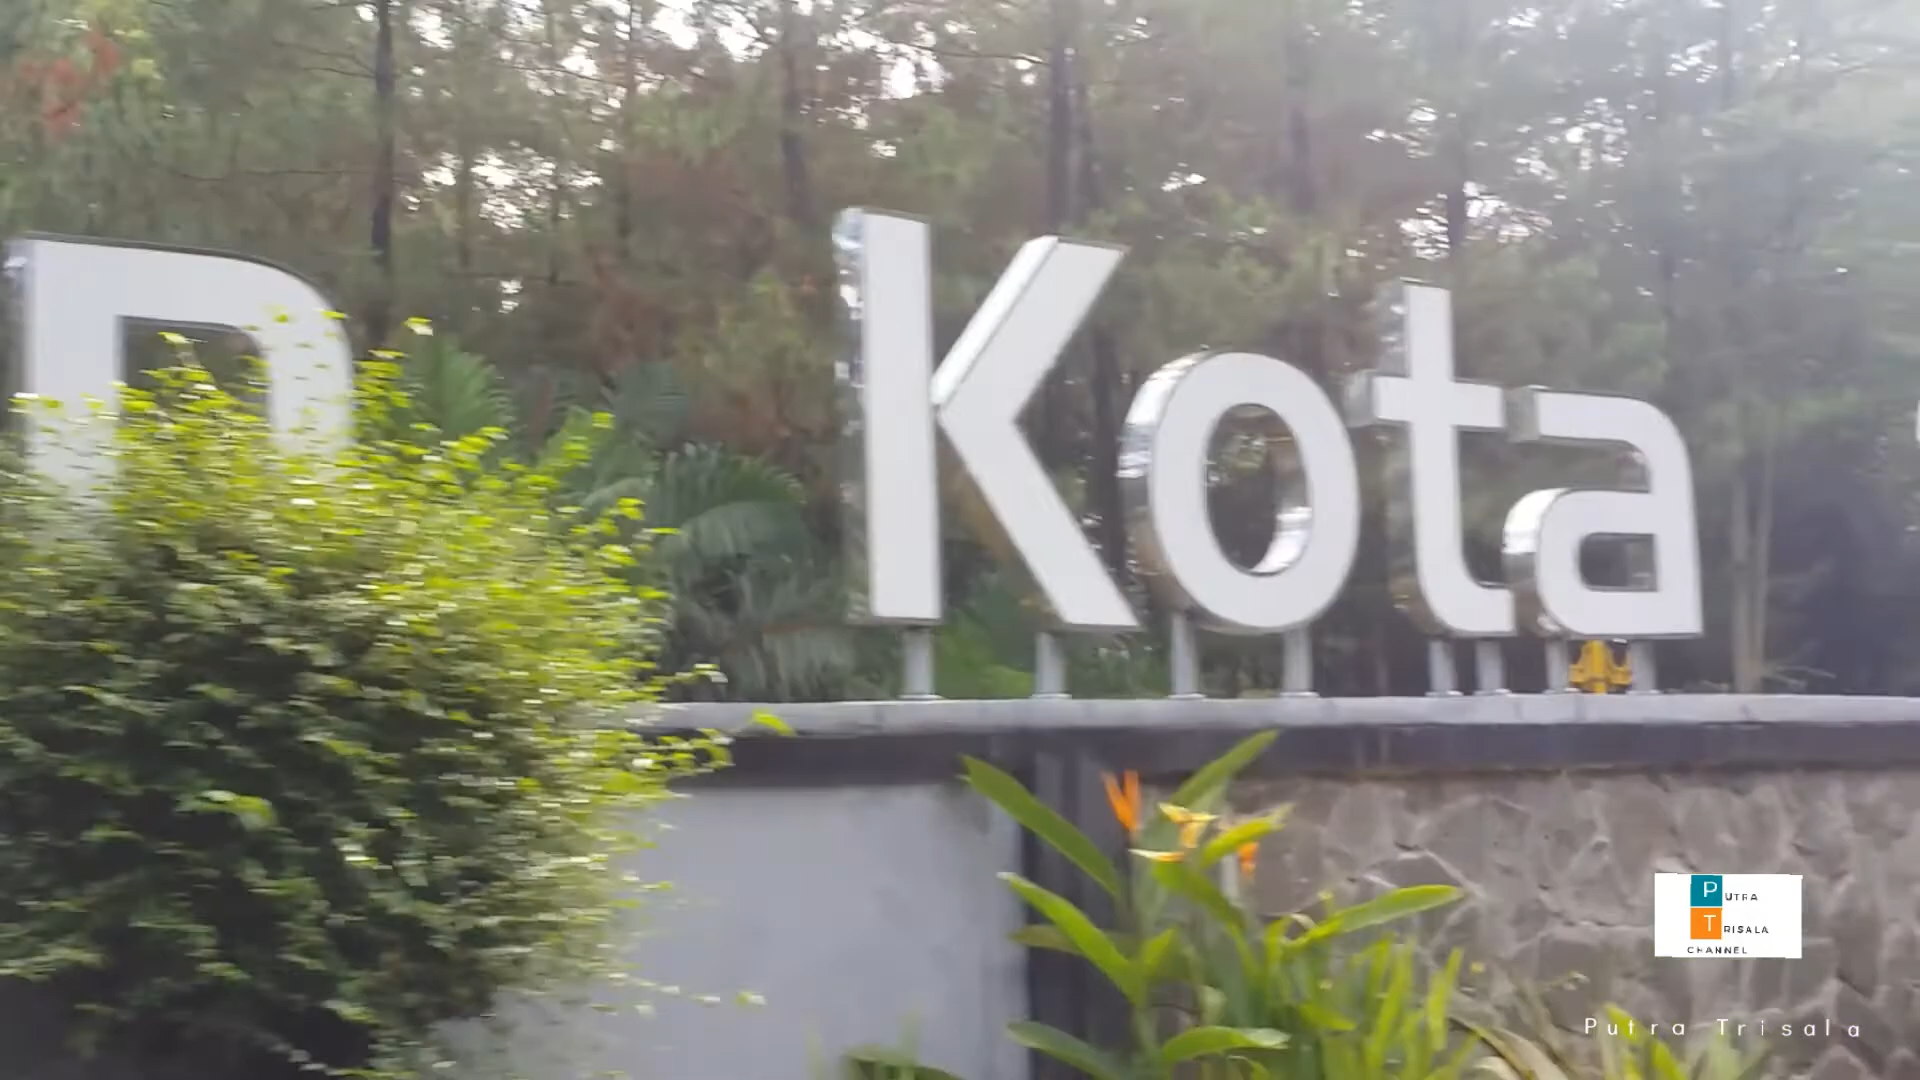 Kota
PUTRA
TRISALA
CHANNEL
Putra Trisala